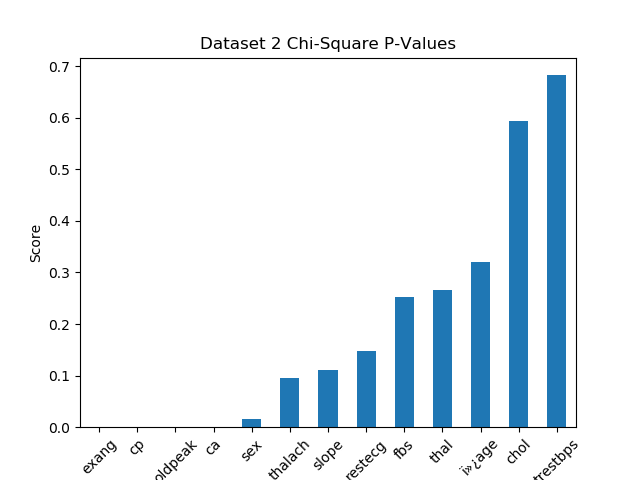 Dataset 2 Chi-Square P-Values
Score
0.7
0.6
0.5
0.4
0.3
0.2
0.1
0.0
exang
cp
oldpeak
ca
sex
thalach
slope
restecg
fbs
thal
ï»¿age
chol
trestbps